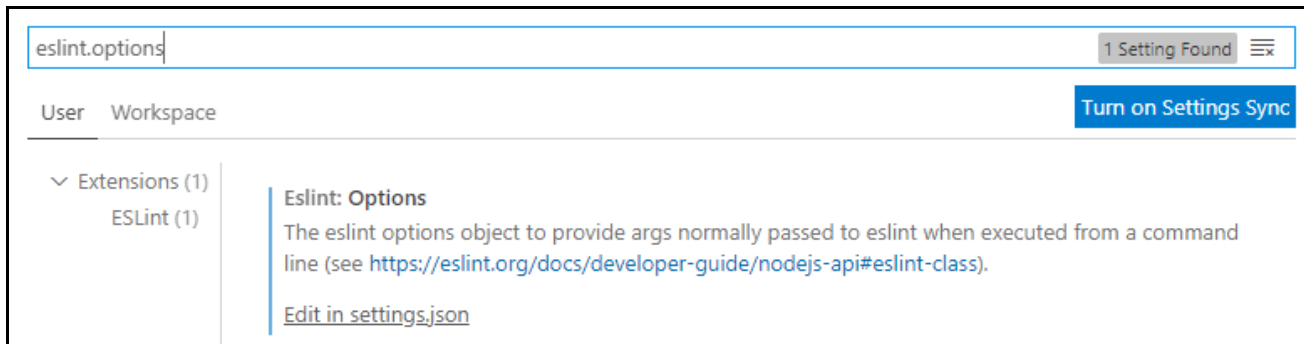 eslint.options
1 Setting Found
User Workspace
Turn on Settings Sync
Extensions (1)
ESLint (1)
Eslint: Options
The eslint options object to provide args normally passed to eslint when executed from a command
line (see https://eslint.org/docs/developer-guide/nodejs-api#eslint-class).
Edit in settings.json